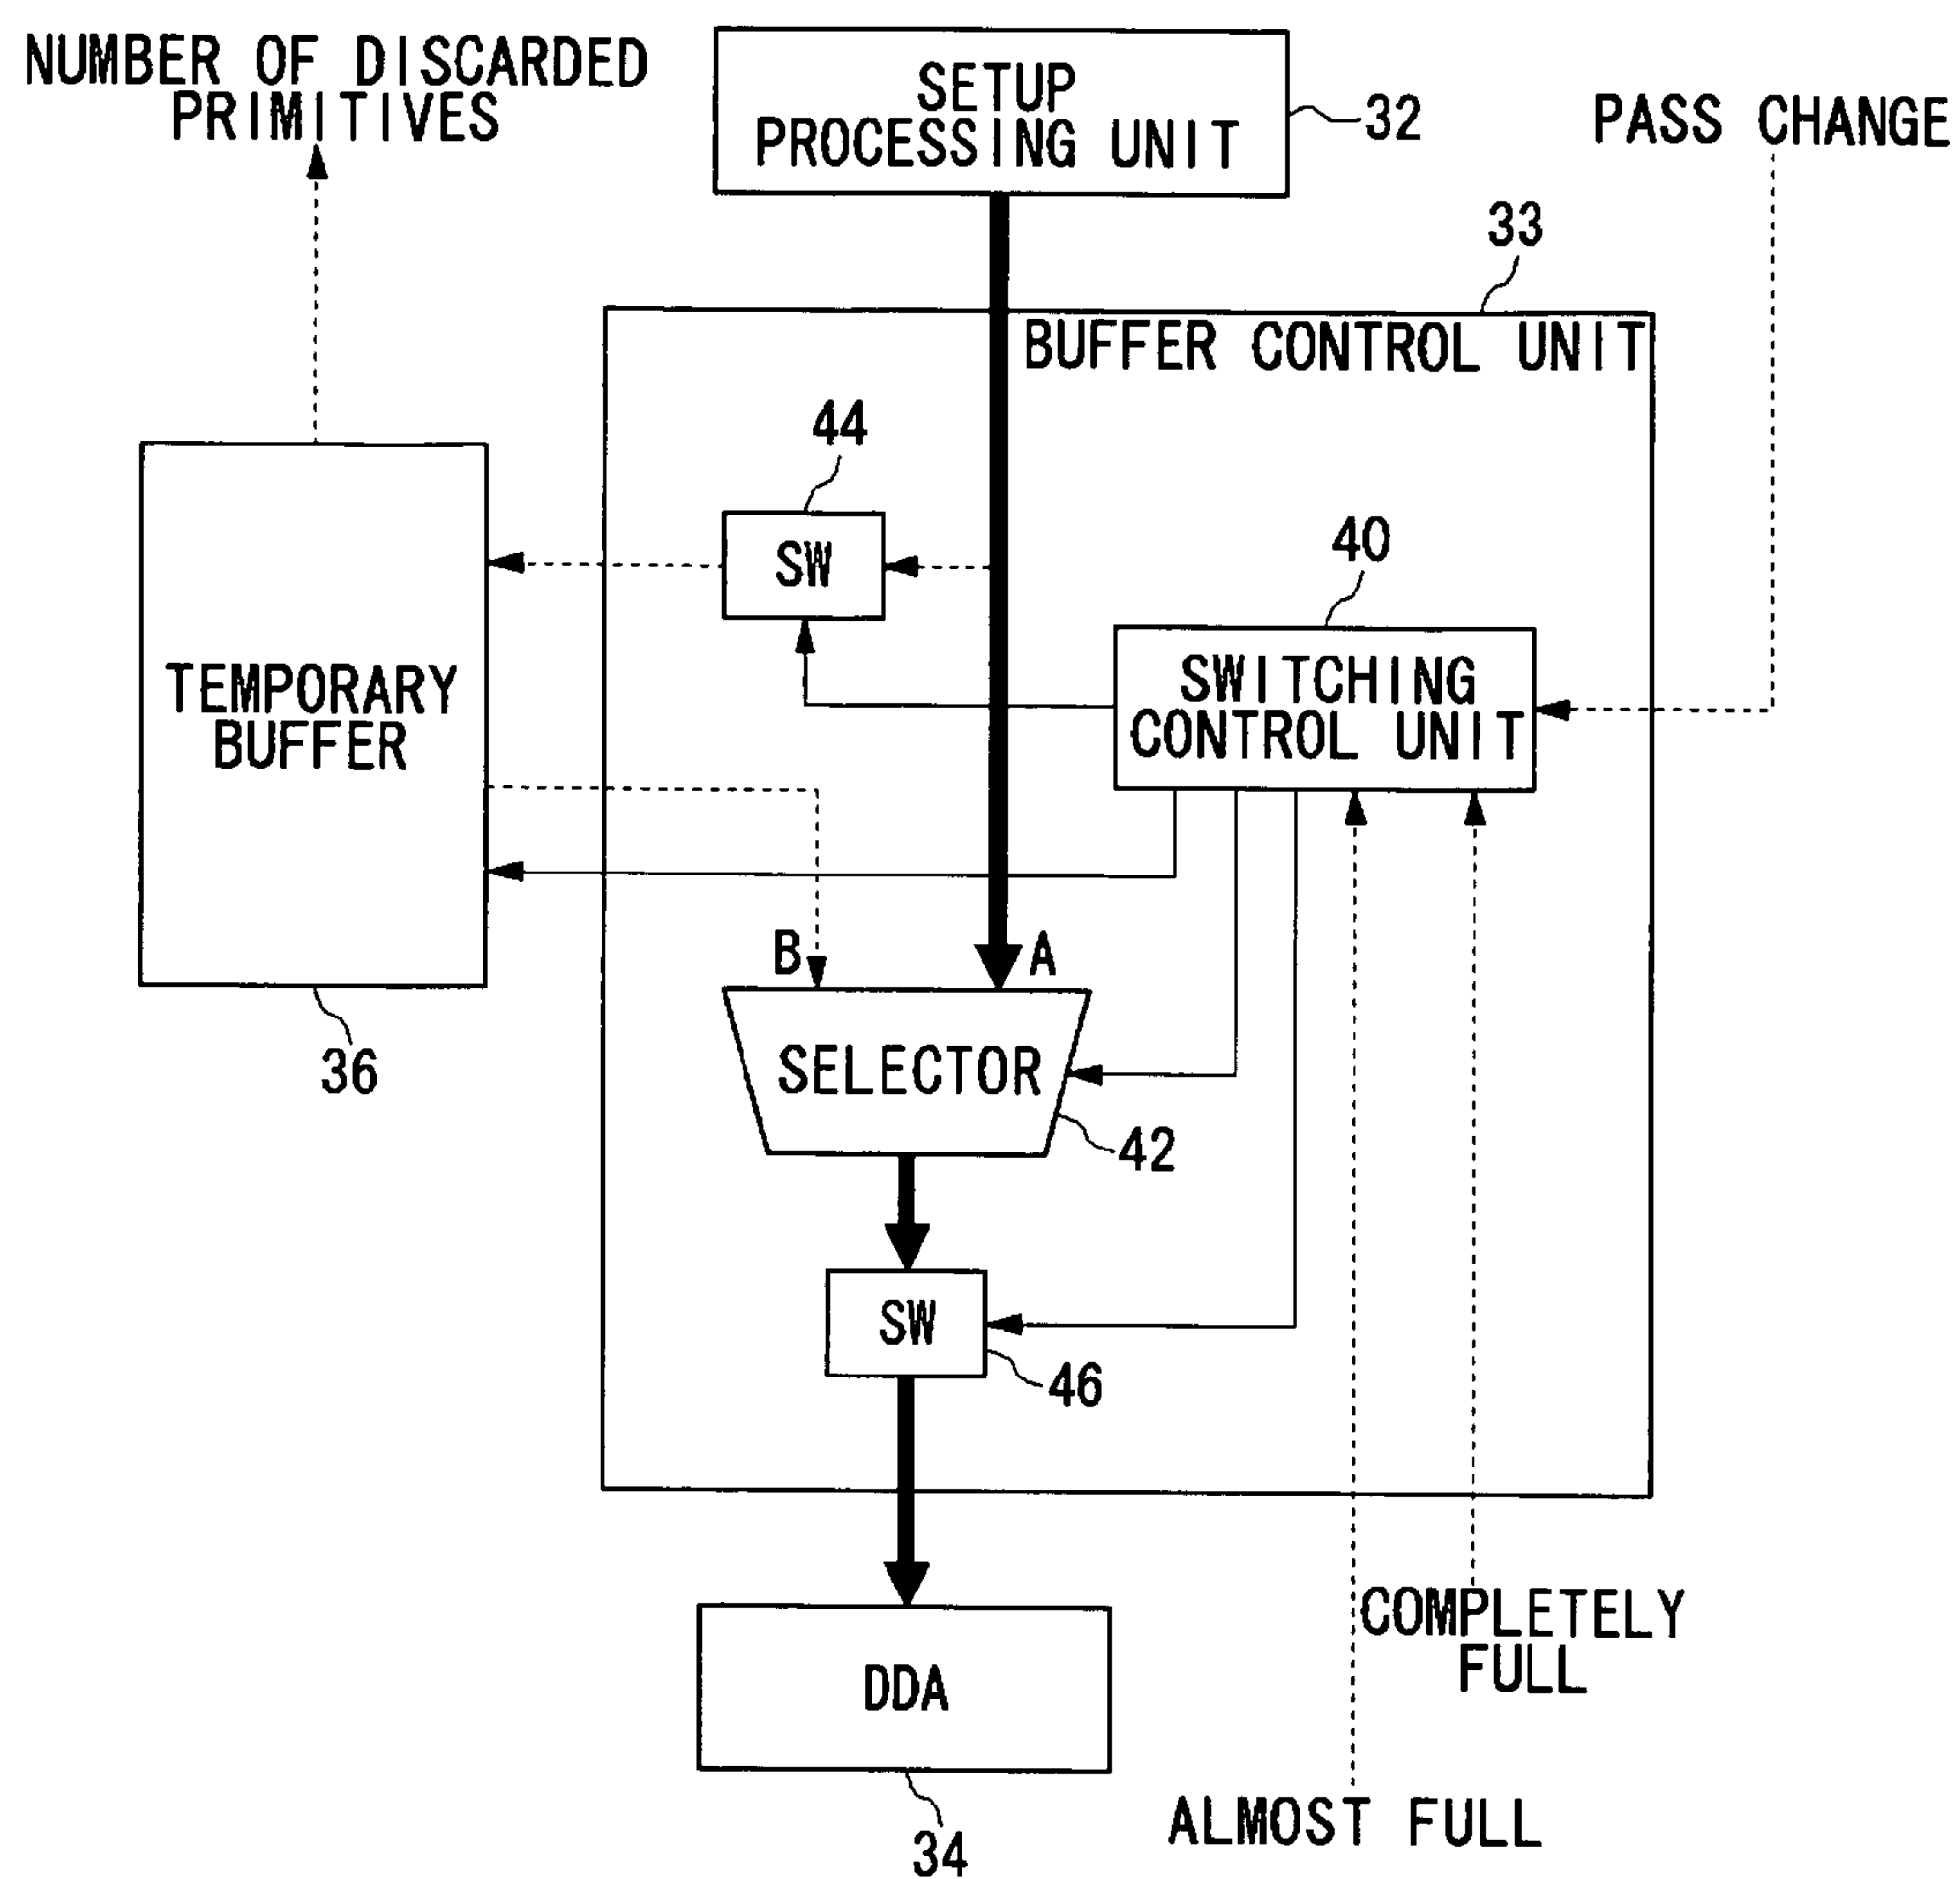 NUMBER OF DISCARDED
PRIMITIVES
SETUP
PROCESSING UNIT
32
PASS CHANGE
33
BUFFER CONTROL UNIT
44
SW
40
SWITCHING
CONTROL UNIT
TEMPORARY
BUFFER
B
A
36
SELECTOR
42
SW
46
COMPLETELY
FULL
DDA
ALMOST FULL
34